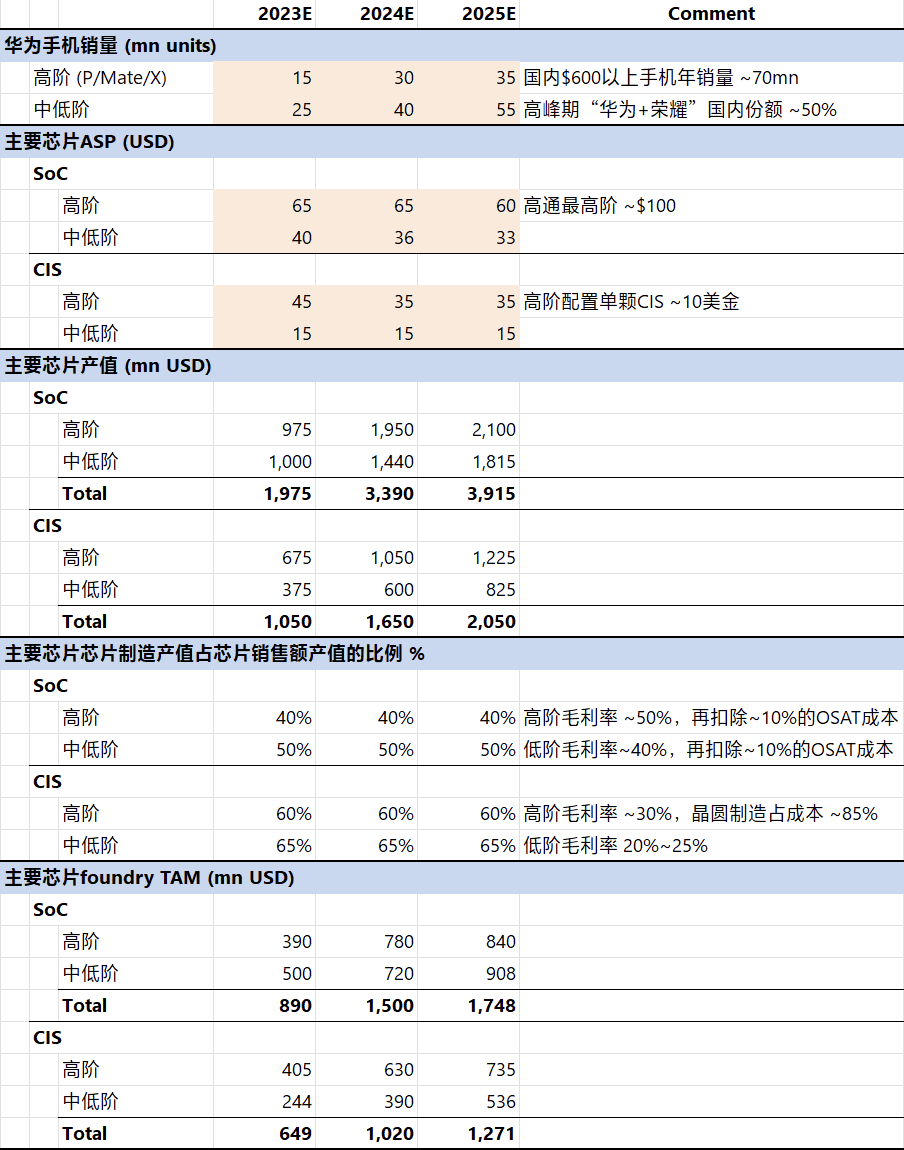 2023E 2024E 2025E Comment
华为手机销量 (mn units)
高阶 (P/Mate/X) 15 30 35 国内$600以上手机年销量 ~70mn
中低阶 25 40 55 高峰期“华为+荣耀”国内份额 ~50%
主要芯片ASP (USD)
SoC
高阶 65 65 60 高通最高阶 ~$100
中低阶 40 36 33
CIS
高阶 45 35 35 高阶配置单颗CIS ~10美金
中低阶 15 15 15
主要芯片产值 (mn USD)
SoC
高阶 975 1,950 2,100
中低阶 1,000 1,440 1,815
Total 1,975 3,390 3,915
CIS
高阶 675 1,050 1,225
中低阶 375 600 825
Total 1,050 1,650 2,050
主要芯片芯片制造产值占芯片销售额产值的比例 %
SoC
高阶 40% 40% 40% 高阶毛利率 ~50%，再扣除~10%的OSAT成本
中低阶 50% 50% 50% 低阶毛利率~40%，再扣除~10%的OSAT成本
CIS
高阶 60% 60% 60% 高阶毛利率 ~30%，晶圆制造占成本 ~85%
中低阶 65% 65% 65% 低阶毛利率 20%~25%
主要芯片foundry TAM (mn USD)
SoC
高阶 390 780 840
中低阶 500 720 908
Total 890 1,500 1,748
CIS
高阶 405 630 735
中低阶 244 390 536
Total 649 1,020 1,271